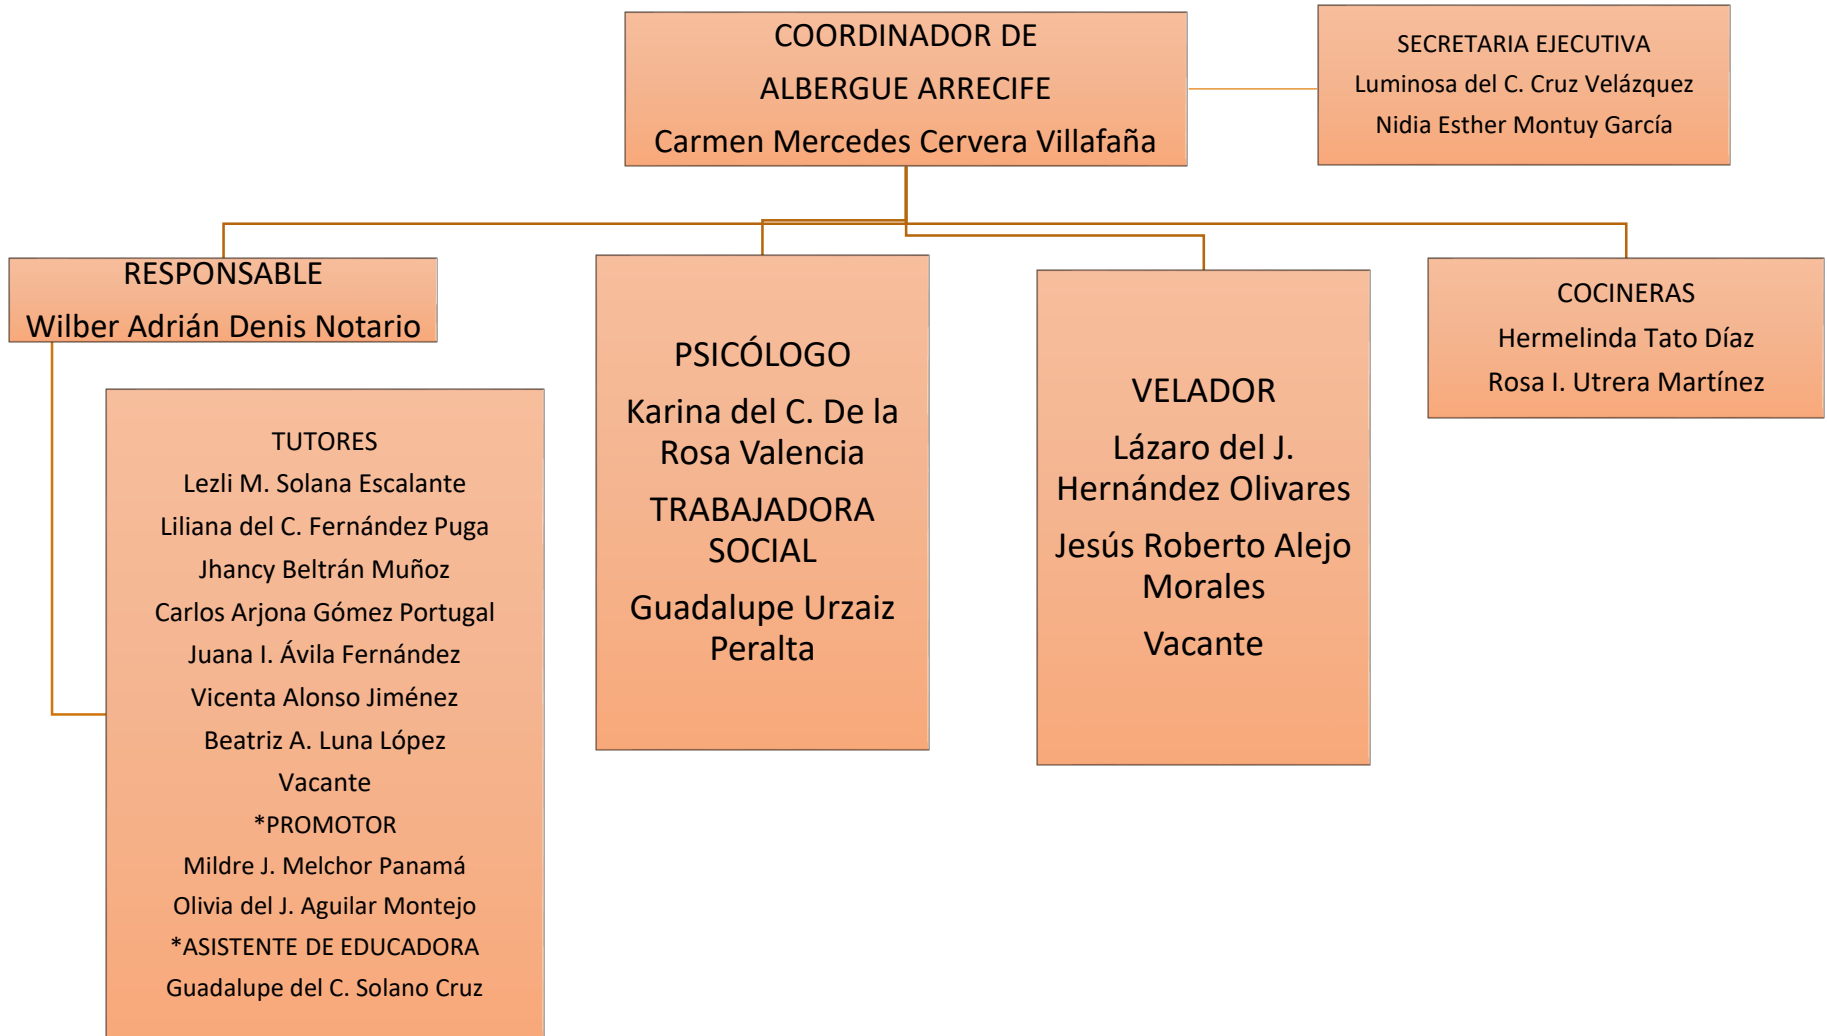 COORDINADOR DE
ALBERGUE ARRECIFE
Carmen Mercedes Cervera Villafaña
SECRETARIA EJECUTIVA
Luminosa del C. Cruz Velázquez
Nidia Esther Montuy García
RESPONSABLE
Wilber Adrián Denis Notario
TUTORES
Lezli M. Solana Escalante
Liliana del C. Fernández Puga
Jhancy Beltrán Muñoz
Carlos Arjona Gómez Portugal
Juana I. Ávila Fernández
Vicenta Alonso Jiménez
Beatriz A. Luna López
Vacante
*PROMOTOR
Mildre J. Melchor Panamá
Olivia del J. Aguilar Montejo
*ASISTENTE DE EDUCADORA
Guadalupe del C. Solano Cruz
PSICÓLOGO
Karina del C. De la
Rosa Valencia
TRABAJADORA
SOCIAL
Guadalupe Urzaiz
Peralta
VELADOR
Lázaro del J.
Hernández Olivares
Jesús Roberto Alejo
Morales
Vacante
COCINERAS
Hermelinda Tato Díaz
Rosa I. Utrera Martínez